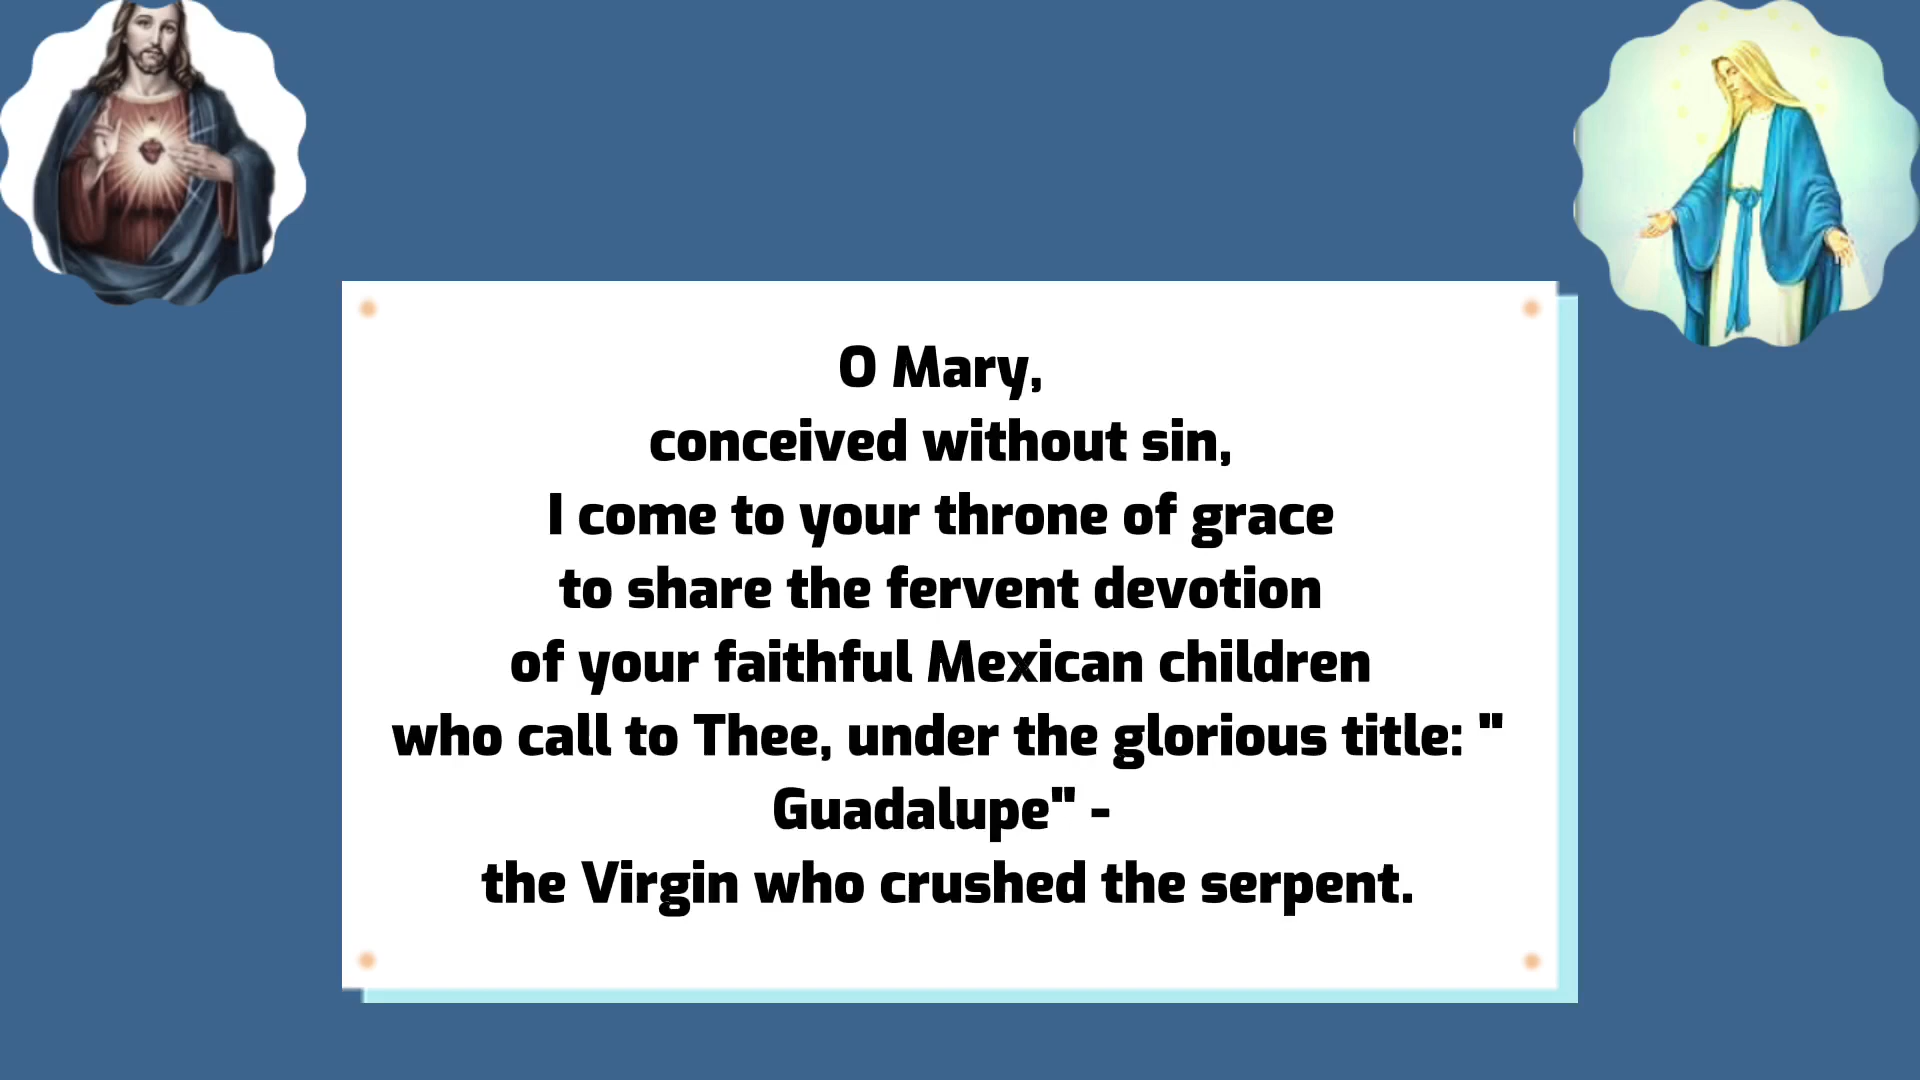 O Mary,
conceived without sin,
I come to your throne of grace
to share the fervent devotion
of your faithful Mexican children
who call to Thee, under the glorious title: "
Guadalupe" -
the Virgin who crushed the serpent.